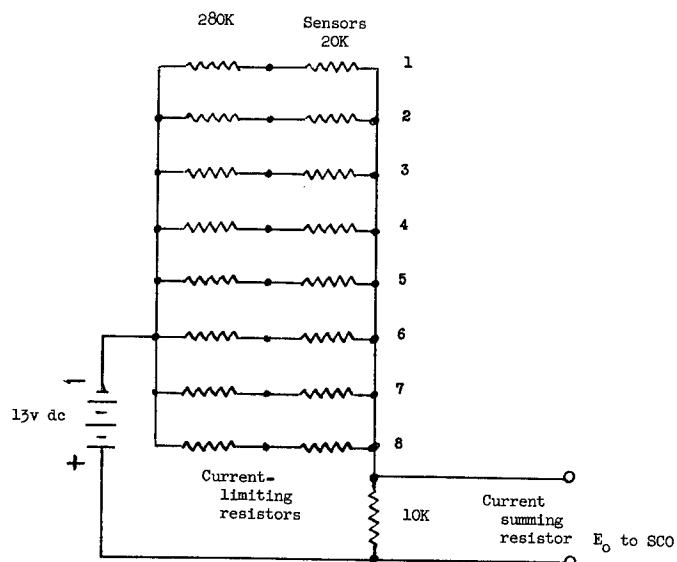 280K
Sensors
20K
1
2
3
4
5
6
7
8
13v dc
−
+
Current-
limiting
resistors
10K
Current
summing
resistor
E₀ to SCO